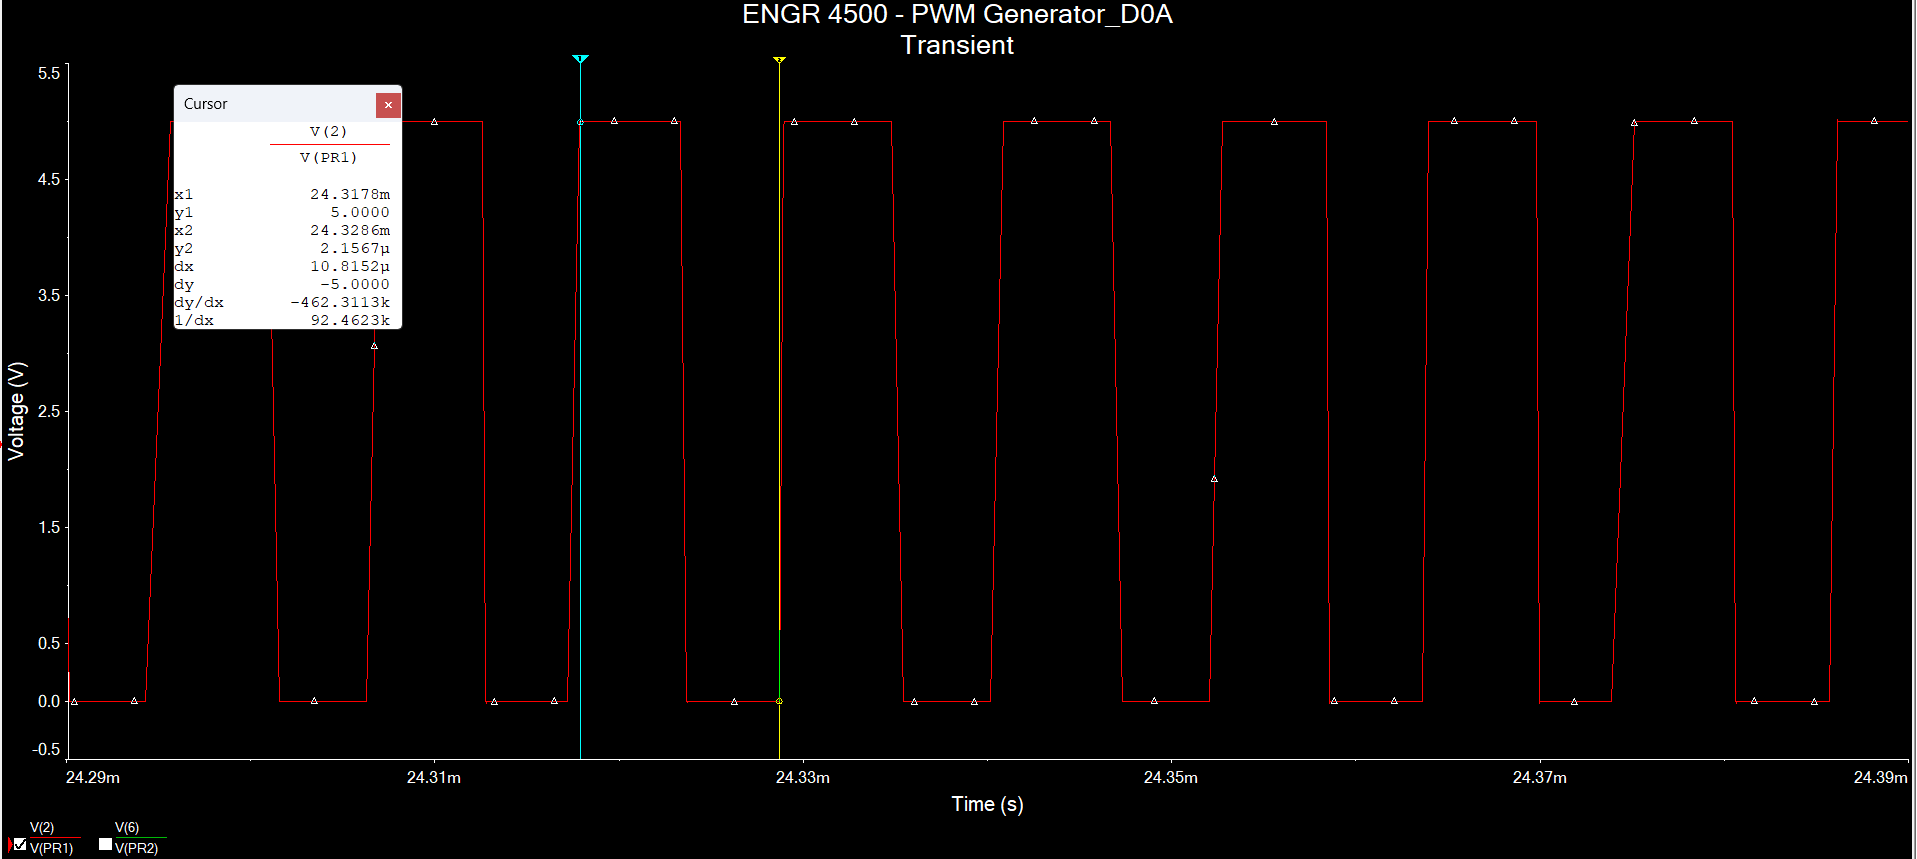 ENGR 4500 - PWM Generator_D0A
Transient
Cursor
V(2)
V(PR1)
x1 24.3178m
y1 5.0000
x2 24.3286m
y2 2.1567µ
dx 10.8152µ
dy -5.0000
dy/dx -462.3113k
1/dx 92.4623k
Voltage (V)
5.5
4.5
3.5
2.5
1.5
0.5
0.0
-0.5
24.29m 24.31m 24.33m 24.35m 24.37m 24.39m
Time (s)
V(2) V(6)
V(PR1) V(PR2)